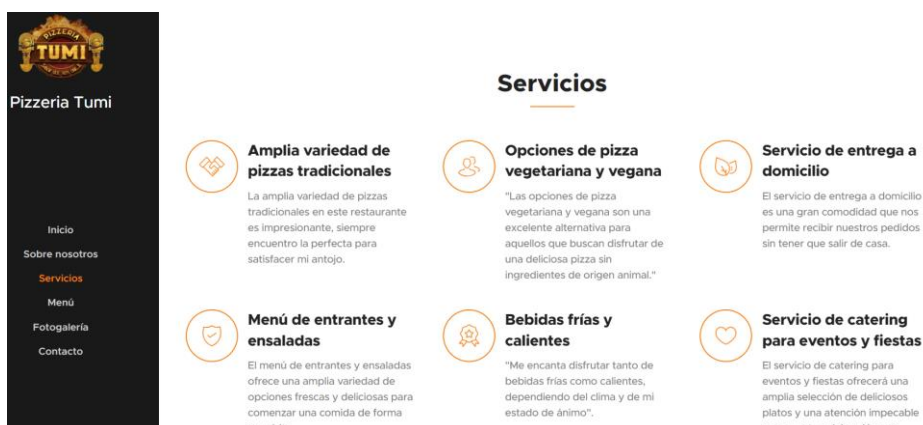 PIZZERIA
TUMI
Pizzeria Tumi
Inicio
Sobre nosotros
Servicios
Menú
Fotogalería
Contacto
Servicios
Amplia variedad de
pizzas tradicionales
La amplia variedad de pizzas
tradicionales en este restaurante
es impresionante, siempre
encuentro la perfecta para
satisfacer mi antojo.
Opciones de pizza
vegetariana y vegana
"Las opciones de pizza
vegetariana y vegana son una
excelente alternativa para
aquellos que buscan disfrutar de
una deliciosa pizza sin
ingredientes de origen animal."
Servicio de entrega a
domicilio
El servicio de entrega a domicilio
es una gran comodidad que nos
permite recibir nuestros pedidos
sin tener que salir de casa.
Menú de entrantes y
ensaladas
El menú de entrantes y ensaladas
ofrece una amplia variedad de
opciones frescas y deliciosas para
comenzar una comida de forma
Bebidas frías y
calientes
"Me encanta disfrutar tanto de
bebidas frías como calientes,
dependiendo del clima y de mi
estado de ánimo".
Servicio de catering
para eventos y fiestas
El servicio de catering para
eventos y fiestas ofrecerá una
amplia selección de deliciosos
platos y una atención impecable